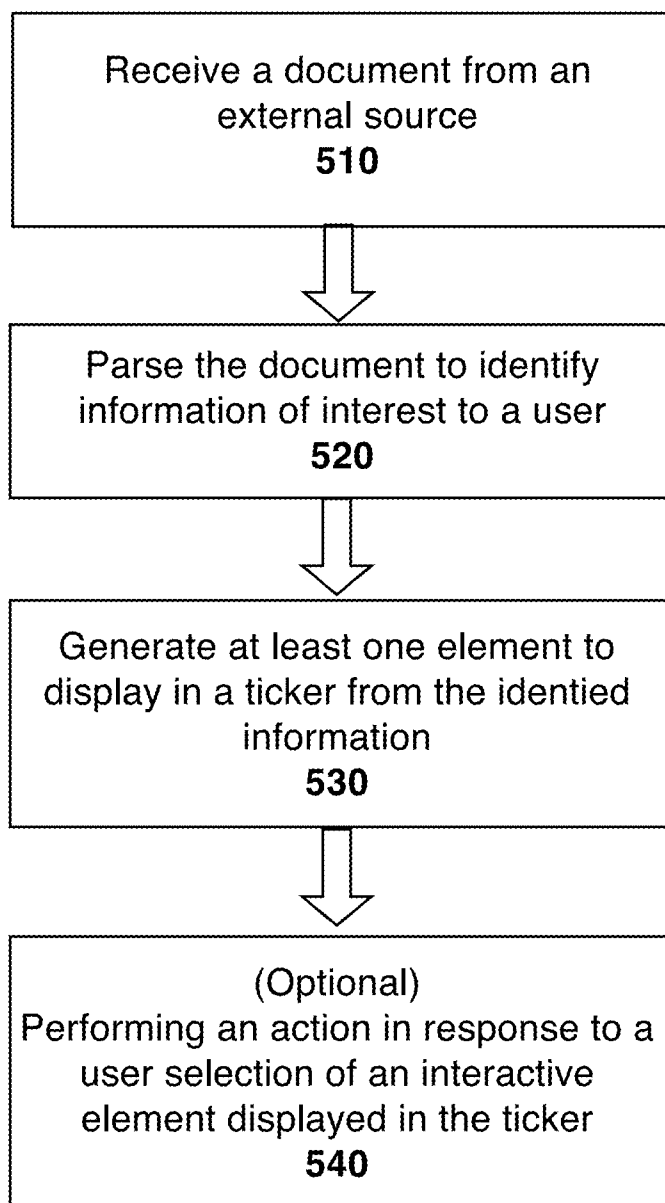 Receive a document from an
external source
510
Parse the document to identify
information of interest to a user
520
Generate at least one element to
display in a ticker from the identied
information
530
(Optional)
Performing an action in response to a
user selection of an interactive
element displayed in the ticker
540